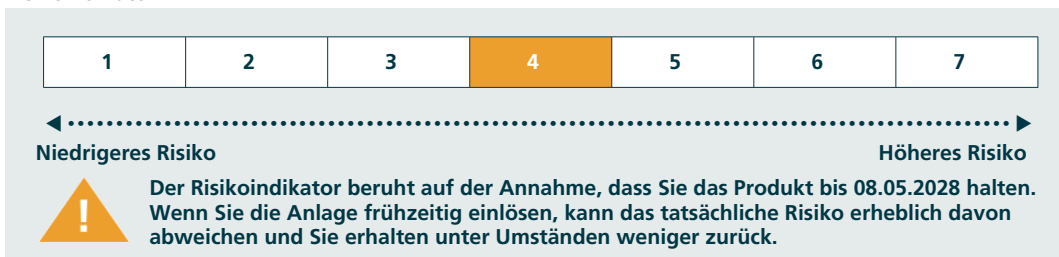 1 2 3 4 5 6 7
Niedrigeres Risiko Höheres Risiko
! Der Risikoindikator beruht auf der Annahme, dass Sie das Produkt bis 08.05.2028 halten.
Wenn Sie die Anlage frühzeitig einlösen, kann das tatsächliche Risiko erheblich davon
abweichen und Sie erhalten unter Umständen weniger zurück.